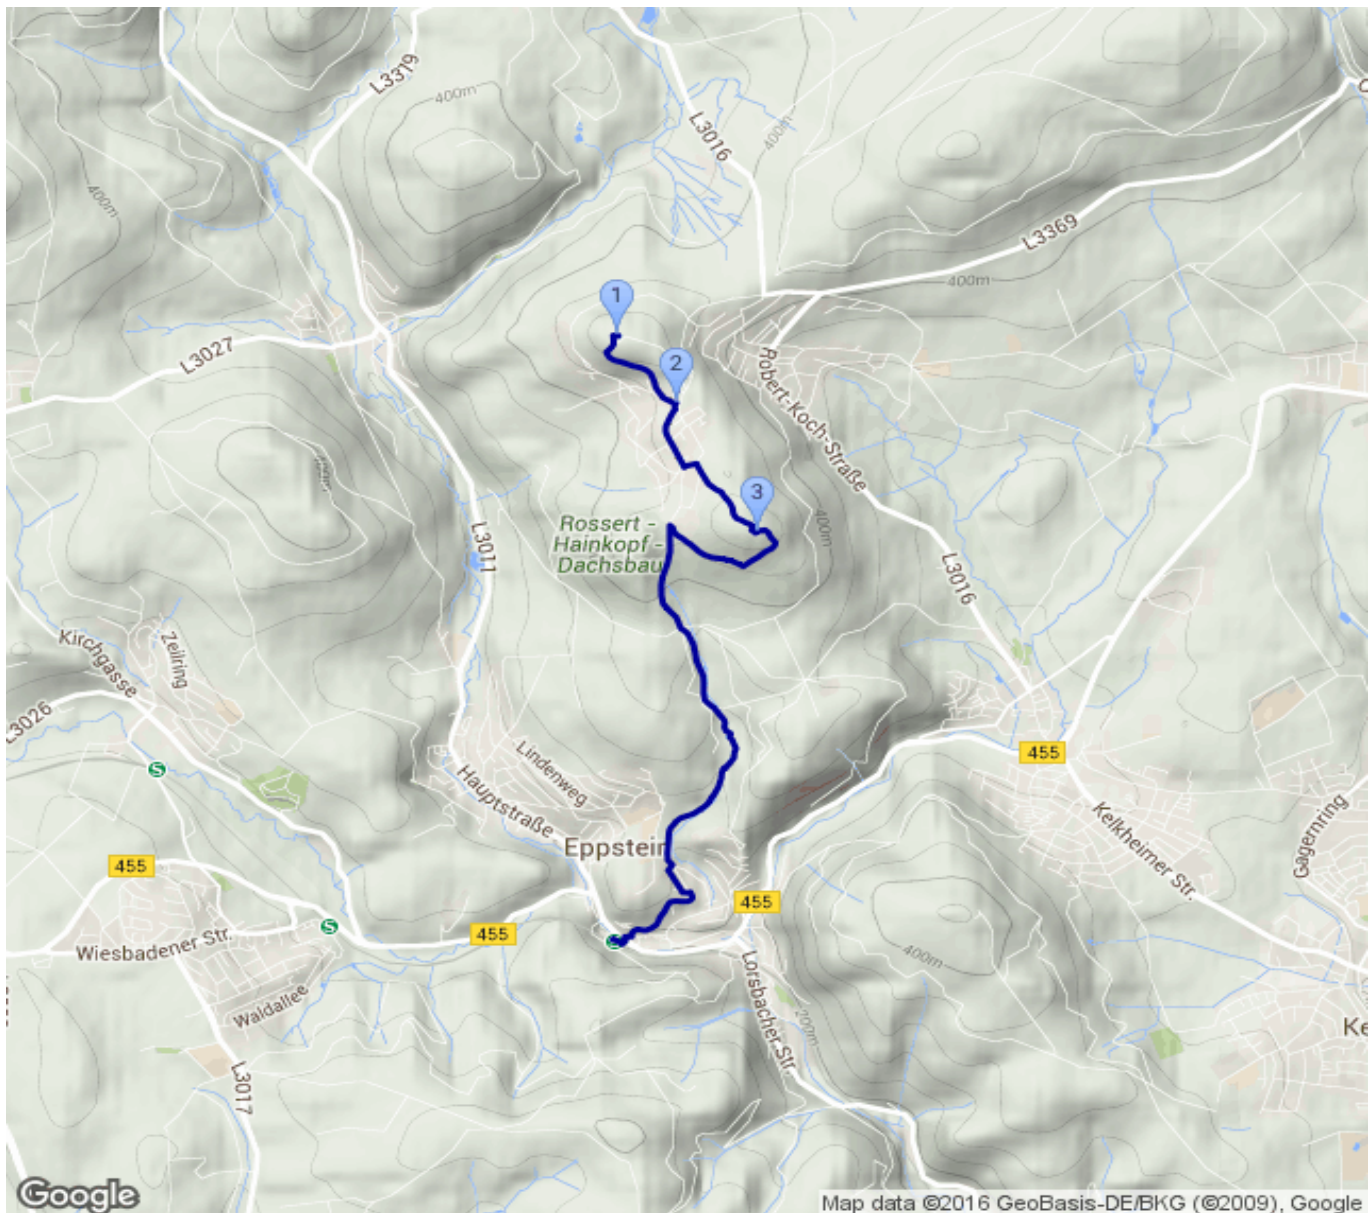 L3319
400m
L3016
400m
400m
L3369
400m
1
L3027
2
Robert-Koch-Straße
400m
3
400m
Rossert -
Hainkopf -
Dachsbau
L3011
L3016
Kirchgasse
Zeilring
L3026
S
455
Lindenweg
Hauptstraße
Kelkheimer Str.
Gagernring
Eppstein
455
455
S
455
Wiesbadener Str.
S
400m
Lorsbacher Str.
Waldallee
200m
Ke
L3017
Google
Map data ©2016 GeoBasis-DE/BKG (©2009), Google